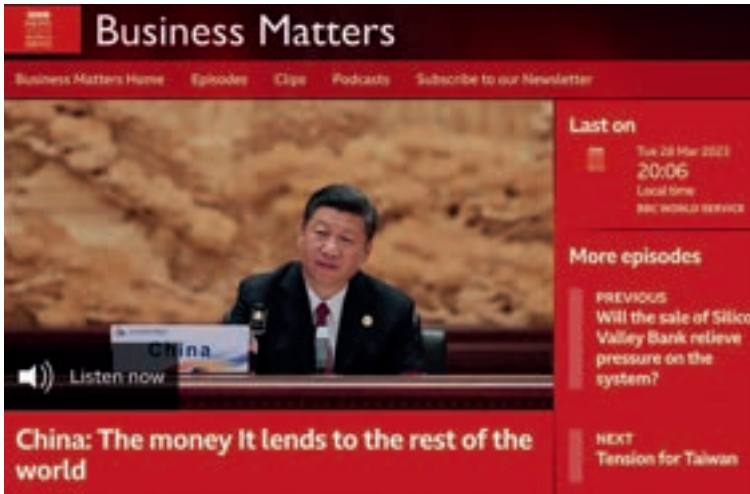 Business Matters
Business Matters Home Episodes Clips Podcasts Subscribe to our Newsletter
China
Listen now
China: The money It lends to the rest of the
world
Last on
Tue 28 Mar 2023
20:06
Local time
BBC WORLD SERVICE
More episodes
PREVIOUS
Will the sale of Silico
Valley Bank relieve
pressure on the
system?
NEXT
Tension for Taiwan